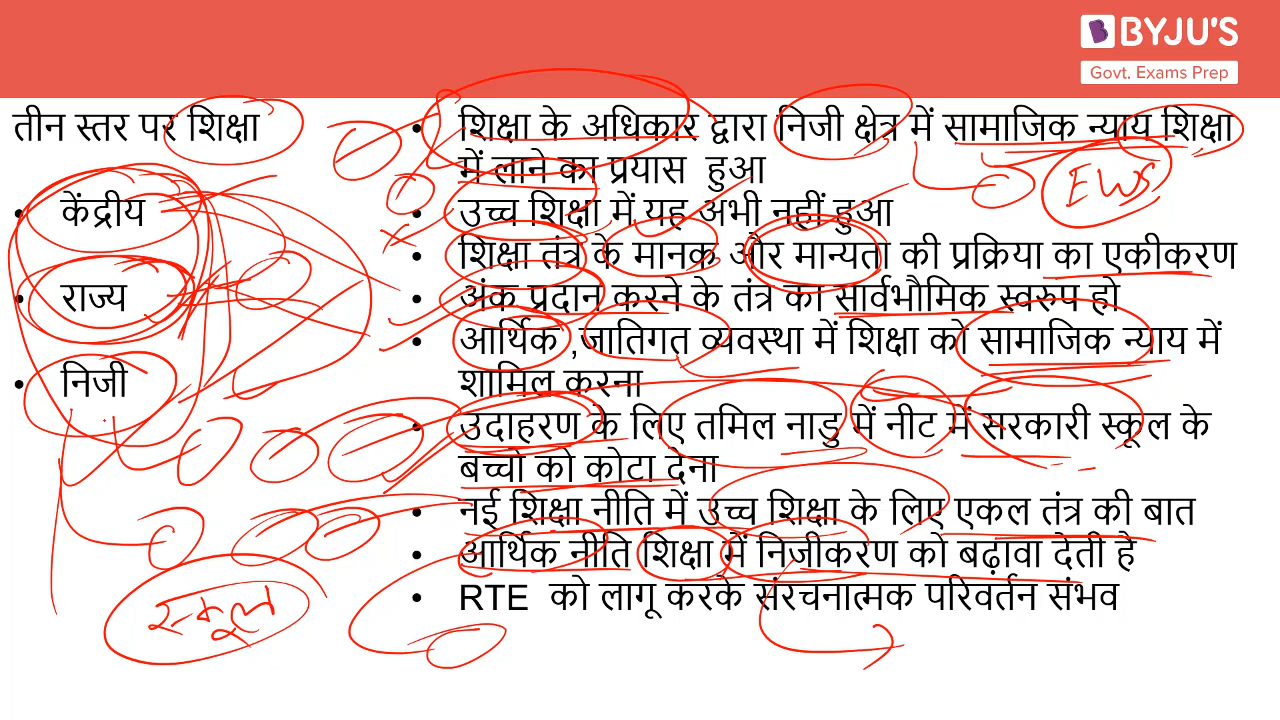 BYJU'S
Govt. Exams Prep
तीन स्तर पर शिक्षा
• केंद्रीय
• राज्य
• निजी
स्कूल
• शिक्षा के अधिकार द्वारा निजी क्षेत्र में सामाजिक न्याय शिक्षा
में लाने का प्रयास हुआ
EWS
• उच्च शिक्षा में यह अभी नहीं हुआ
• शिक्षा तंत्र के मानक और मान्यता की प्रक्रिया का एकीकरण
• अंक प्रदान करने के तंत्र का सार्वभौमिक स्वरुप हो
• आर्थिक ,जातिगत व्यवस्था में शिक्षा को सामाजिक न्याय में
शामिल करना
• उदाहरण के लिए तमिल नाडु में नीट में सरकारी स्कूल के
बच्चो को कोटा देना
• नई शिक्षा नीति में उच्च शिक्षा के लिए एकल तंत्र की बात
• आर्थिक नीति शिक्षा में निजीकरण को बढ़ावा देती हे
• RTE को लागू करके संरचनात्मक परिवर्तन संभव